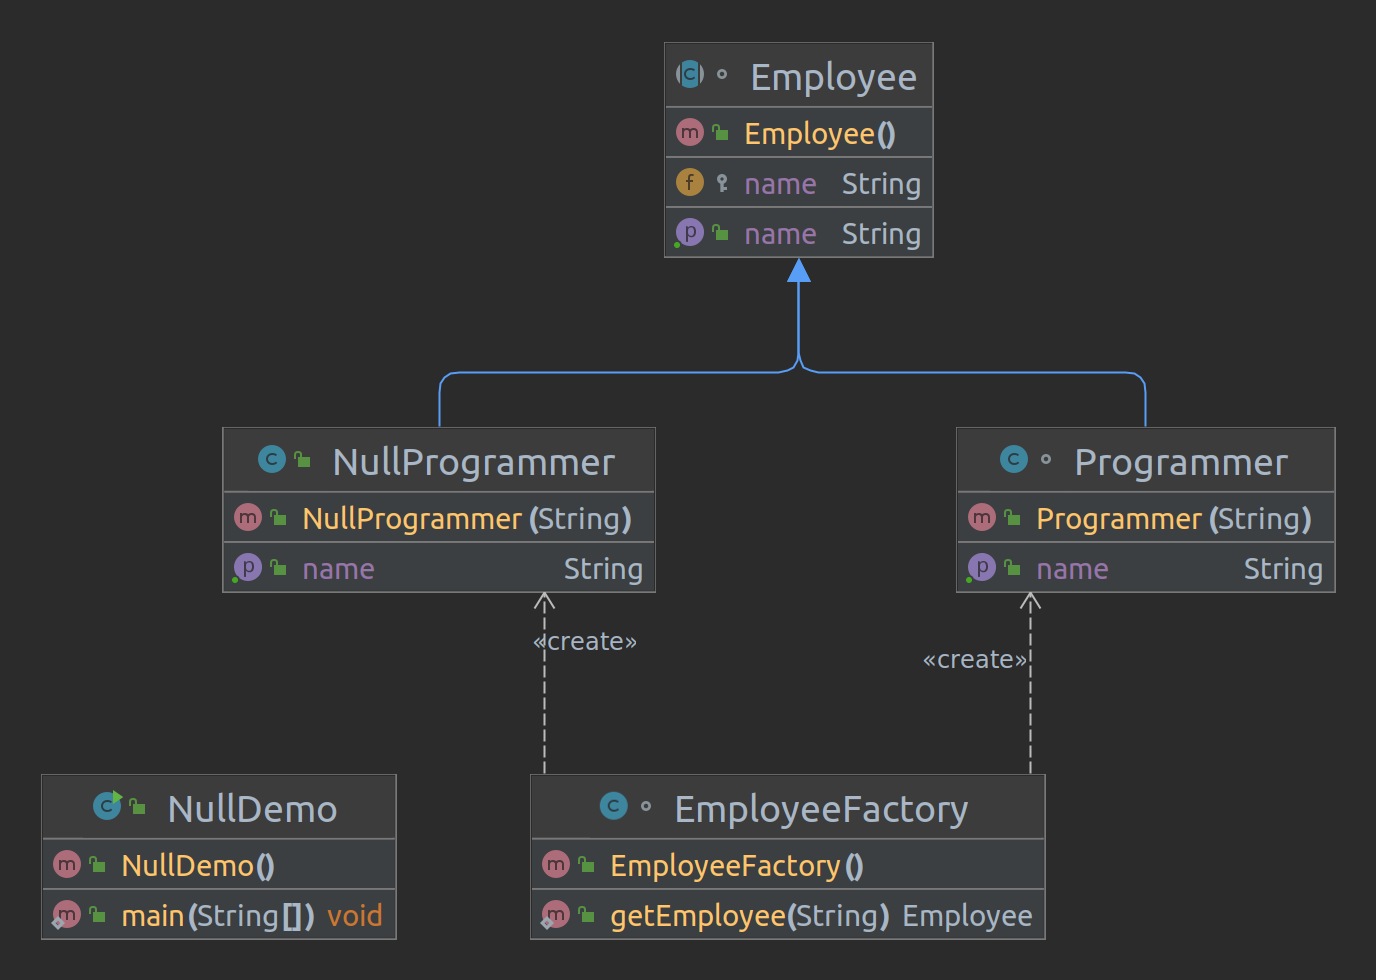 Employee
Employee()
name String
name String
NullProgrammer
NullProgrammer(String)
name String
Programmer
Programmer(String)
name String
«create»
«create»
NullDemo
NullDemo()
main(String[]) void
EmployeeFactory
EmployeeFactory()
getEmployee(String) Employee